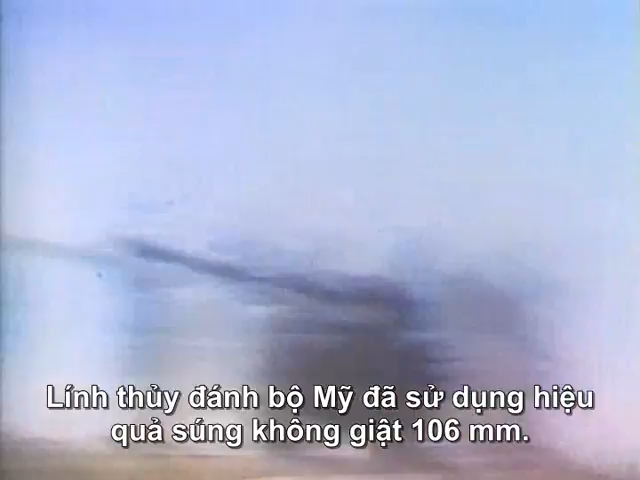 Lính thủy đánh bộ Mỹ đã sử dụng hiệu
quả súng không giật 106 mm.